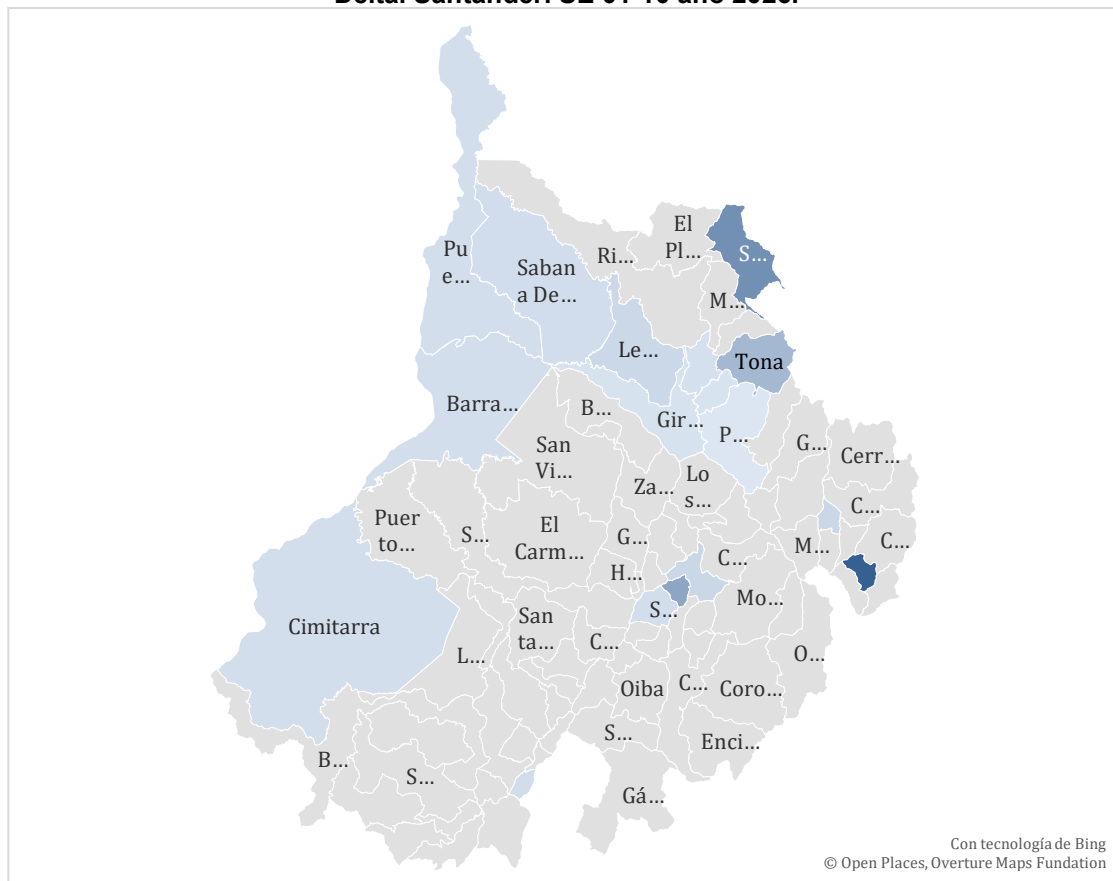 El
Pl...
Ri...
S...
Pu
e...
Saban
a De...
M...
Le...
Tona
Barra...
B...
Gir...
P...
San
Vi...
G...
Cerr...
Za...
Lo
s...
Puer
to...
S...
El
Carm...
G...
C...
M...
C...
H...
C...
Mo...
S...
Cimitarra
San
ta...
C...
L...
O...
Oiba
C...
Coro...
S...
Enci...
B...
S...
Gá...
Con tecnología de Bing
© Open Places, Overture Maps Fundation